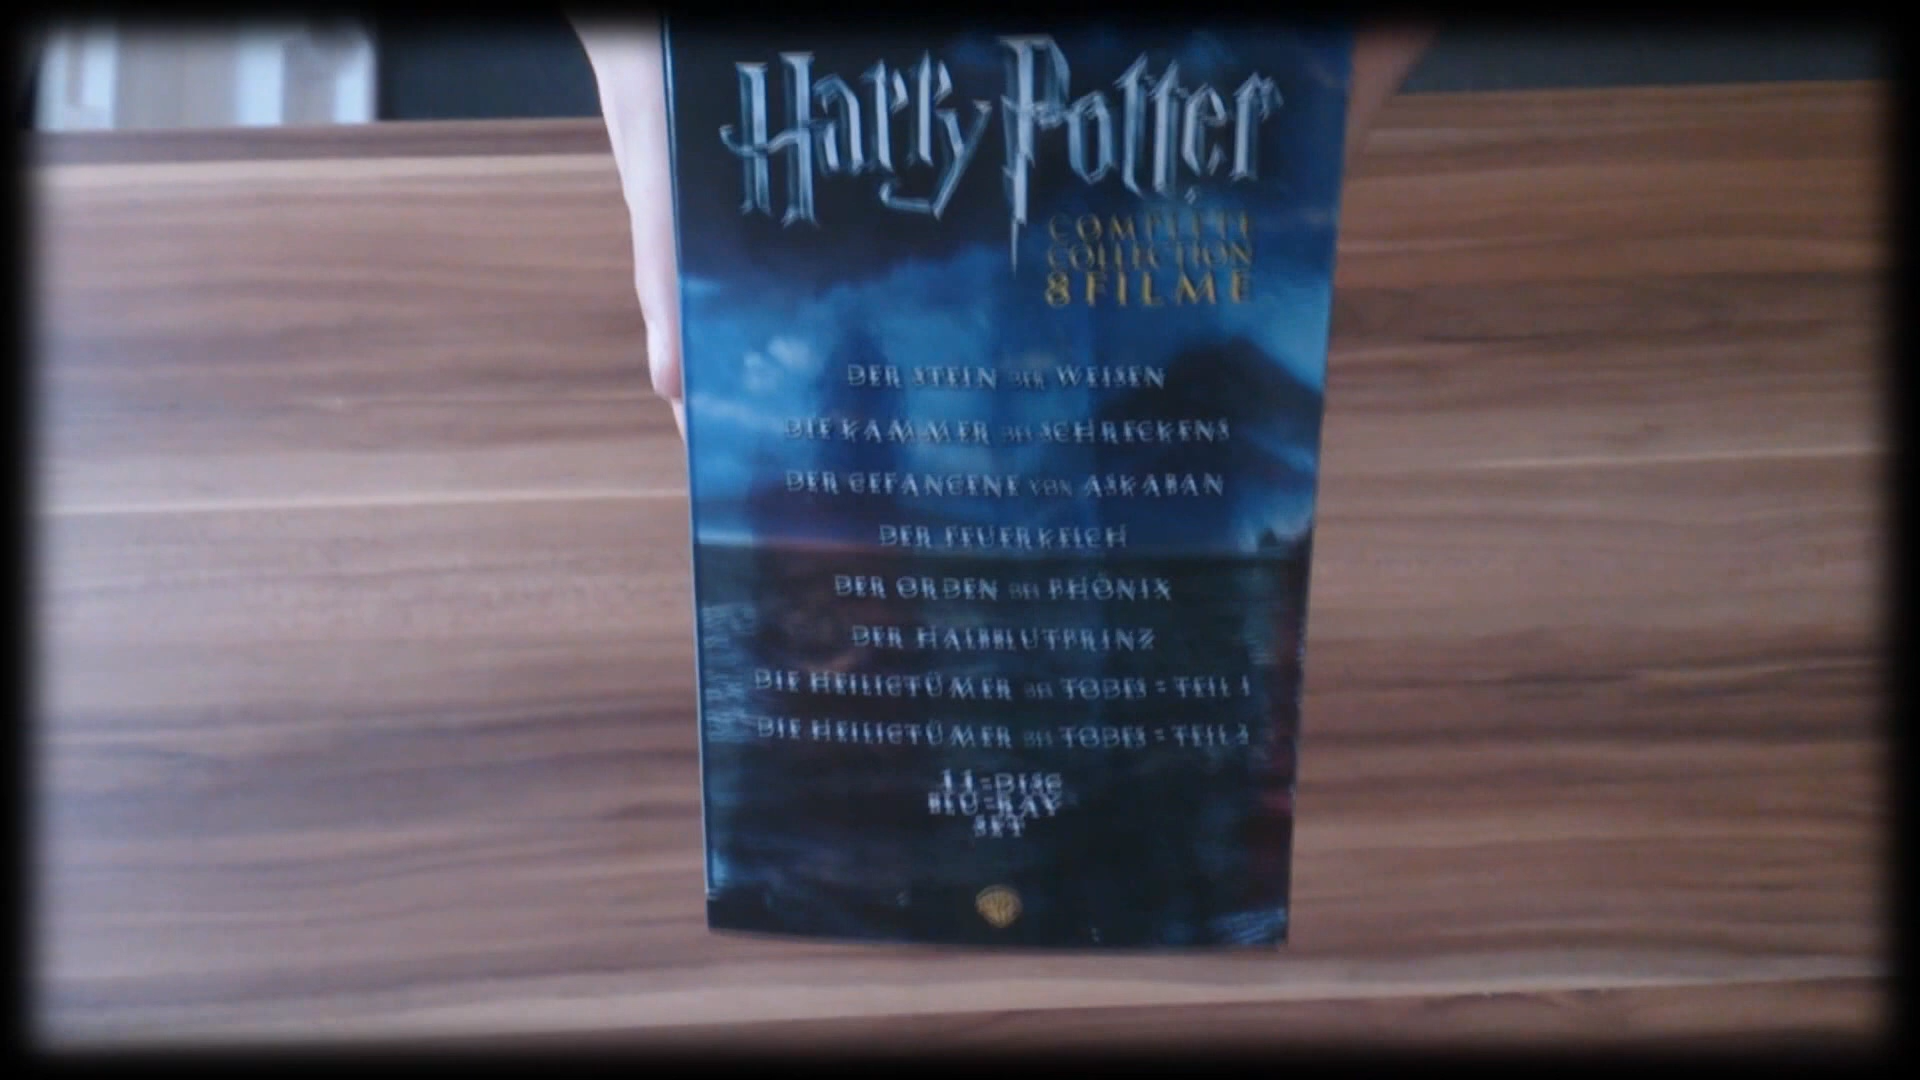 Harry Potter
COMPLETE
COLLECTION
8 FILME
DER STEIN DER WEISEN
DIE KAMMER DES SCHRECKENS
DER GEFANGENE VON ASKABAN
DER FEUERKELCH
DER ORDEN DES PHÖNIX
DER HALBBLUTPRINZ
DIE HEILIGTÜMER DES TODES - TEIL 1
DIE HEILIGTÜMER DES TODES - TEIL 2
11-DISC
BLU-RAY
SET